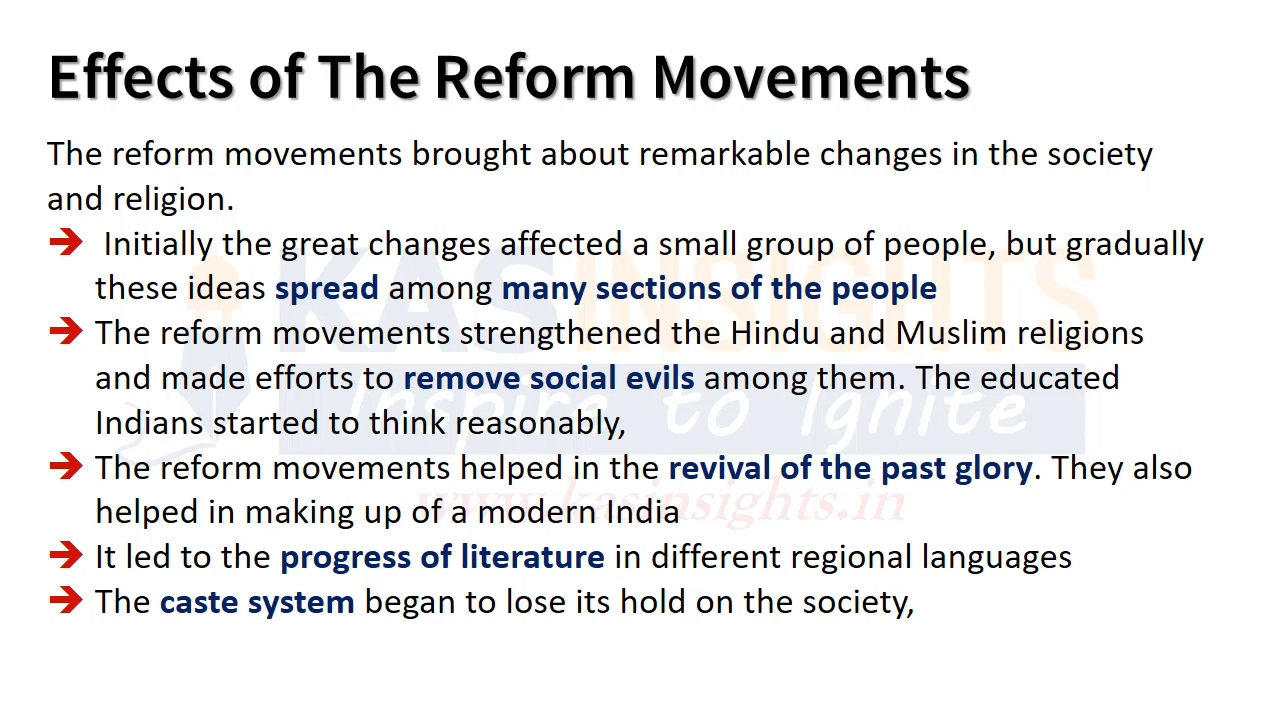 Effects of The Reform Movements
The reform movements brought about remarkable changes in the society
and religion.
➔ Initially the great changes affected a small group of people, but gradually
these ideas spread among many sections of the people
➔ The reform movements strengthened the Hindu and Muslim religions
and made efforts to remove social evils among them. The educated
Indians started to think reasonably,
➔ The reform movements helped in the revival of the past glory. They also
helped in making up of a modern India
➔ It led to the progress of literature in different regional languages
➔ The caste system began to lose its hold on the society,
KAS INSIGHTS
Inspire to Ignite
www.kasinsights.in